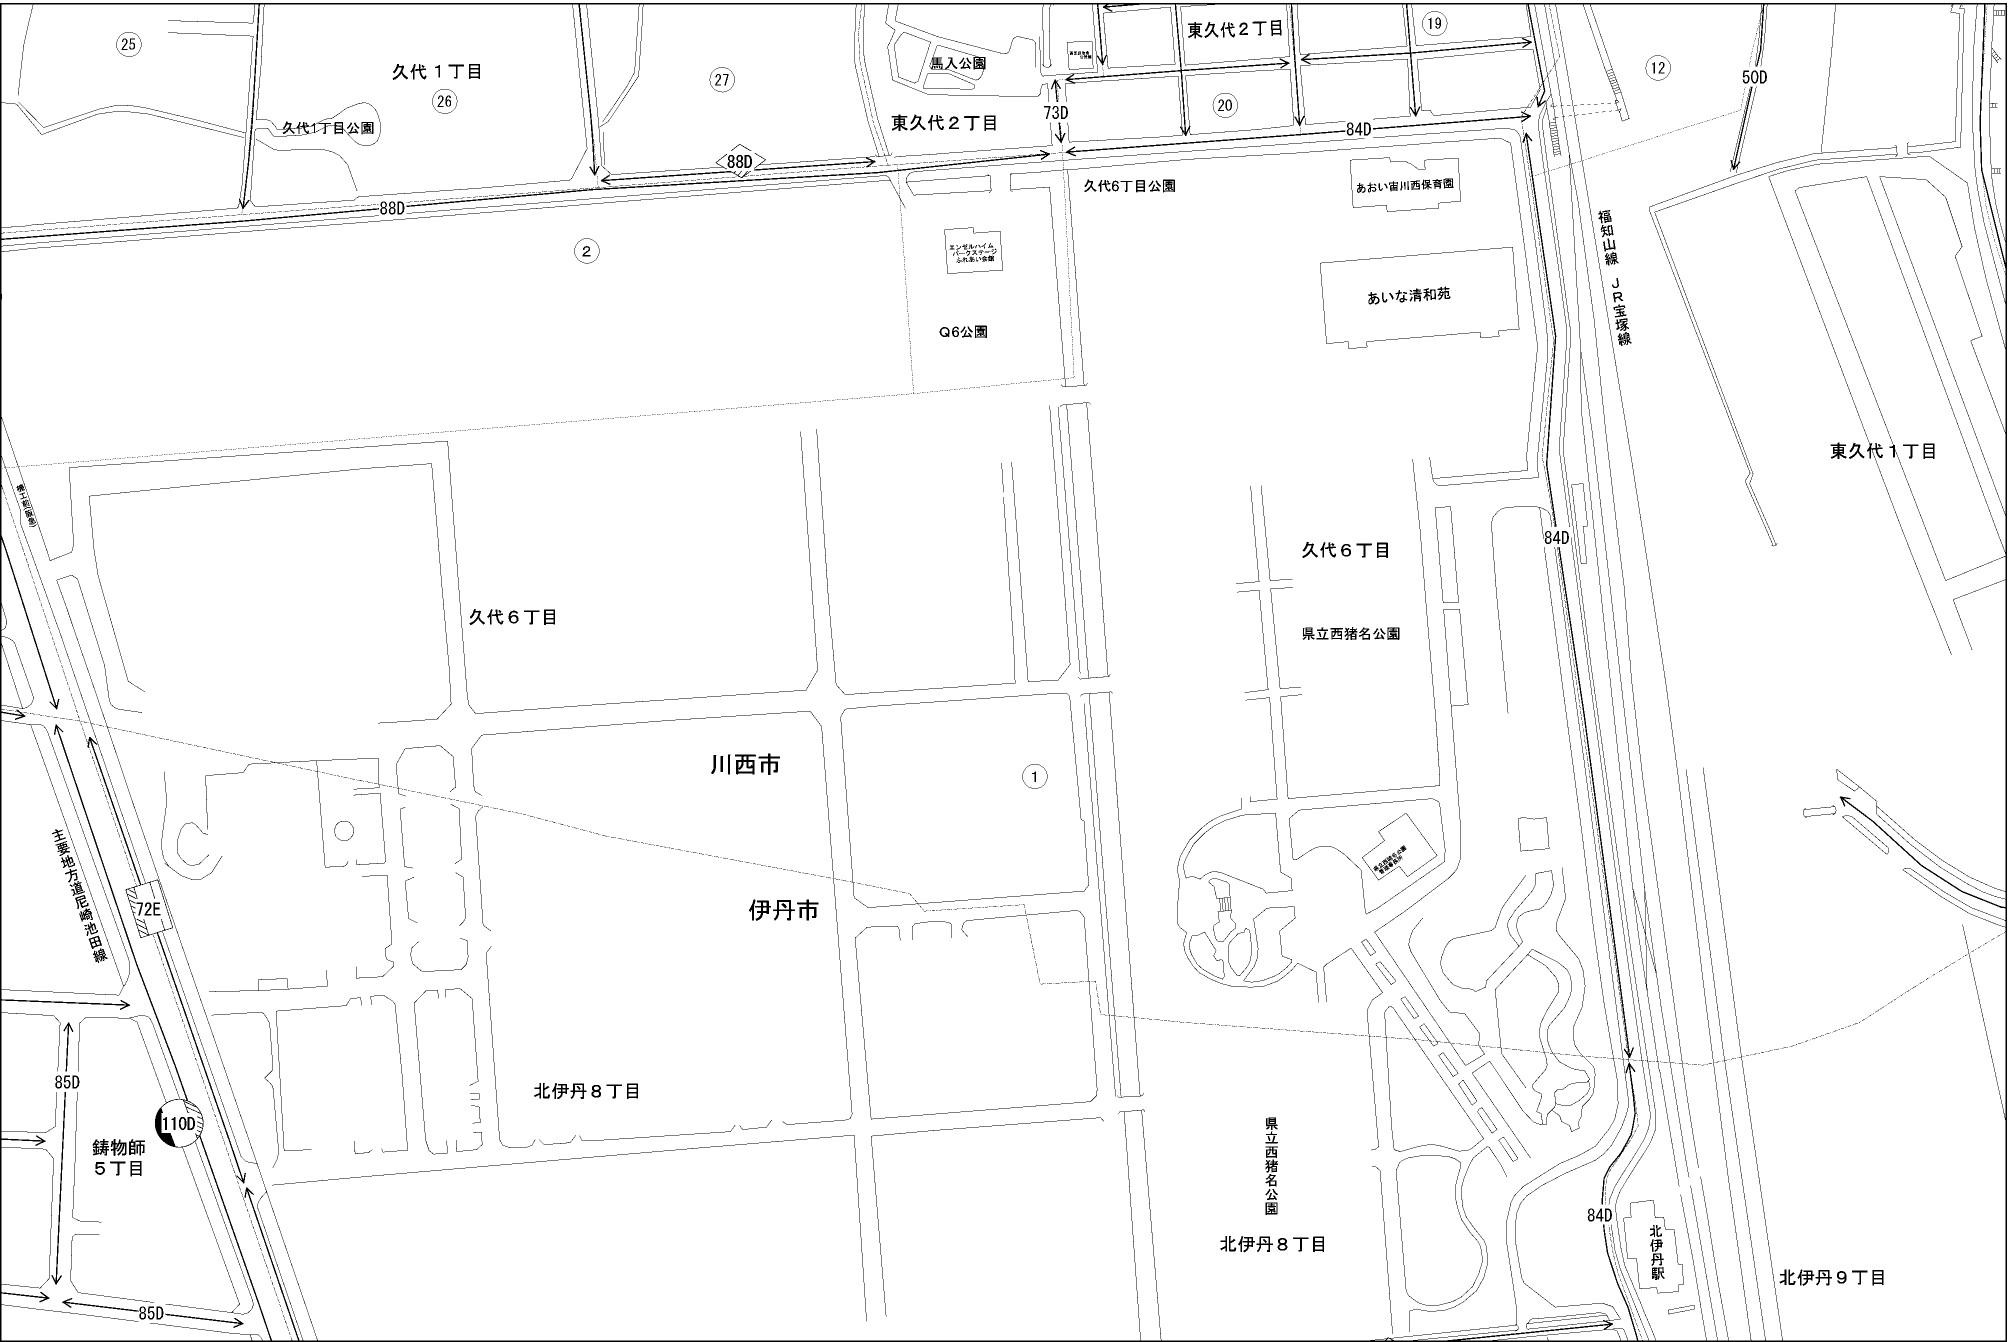 25
久代１丁目
26
27
馬入公園
東久代２丁目
19
12
50D
20
73D
久代1丁目公園
東久代２丁目
84D
88D
88D
久代6丁目公園
あおい宙川西保育園
福知山線 ＪＲ宝塚線
2
エンゼルハイム
パークステージ
ふれあい会館
あいな清和苑
Q6公園
東久代１丁目
84D
久代６丁目
久代６丁目
県立西猪名公園
川西市
1
主要地方道尼崎池田線
72E
伊丹市
85D
110D
鋳物師
５丁目
北伊丹８丁目
県立西猪名公園
北伊丹８丁目
84D
北伊丹駅
北伊丹９丁目
85D